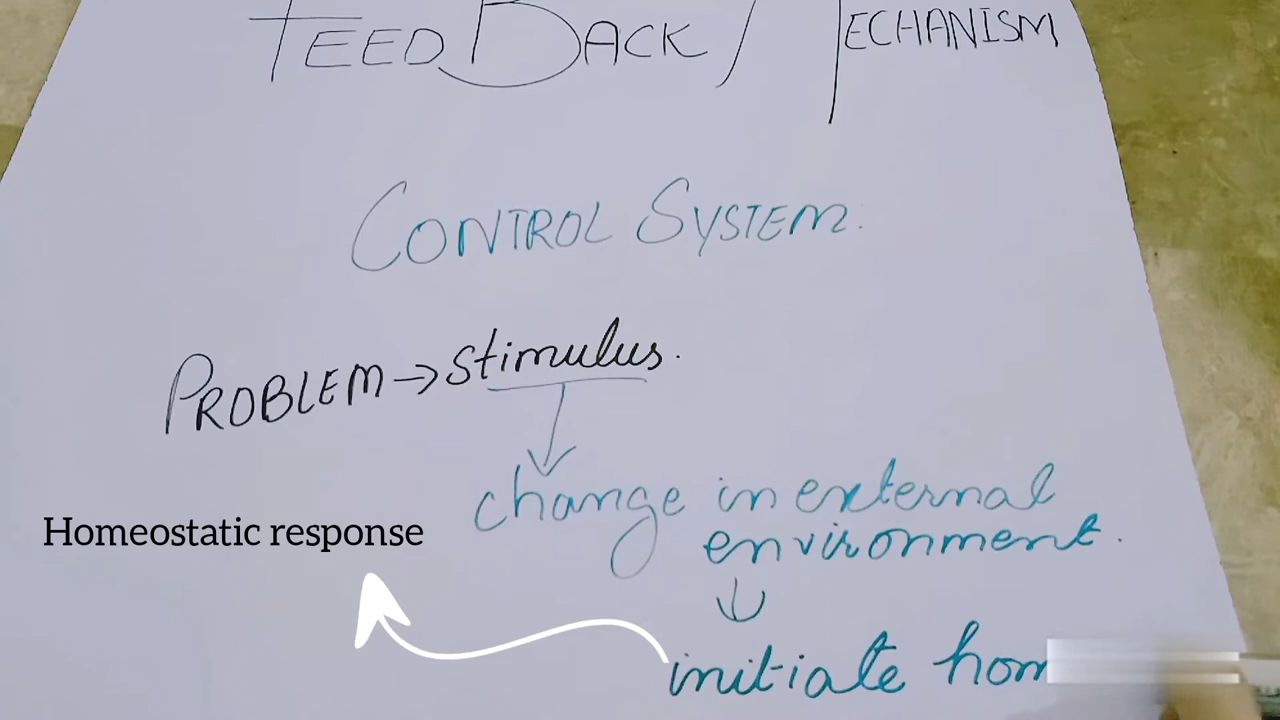 FEEDBACK / MECHANISM
CONTROL SYSTEM.
PROBLEM → stimulus.
change in external
environment.
Homeostatic response
initiate hom